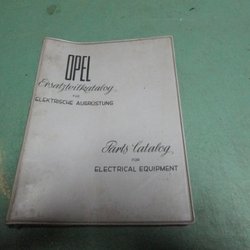 OPEL
Ersatzteilkatalog
FÜR
ELEKTRISCHE AUSRÜSTUNG
Parts Catalog
FOR
ELECTRICAL EQUIPMENT